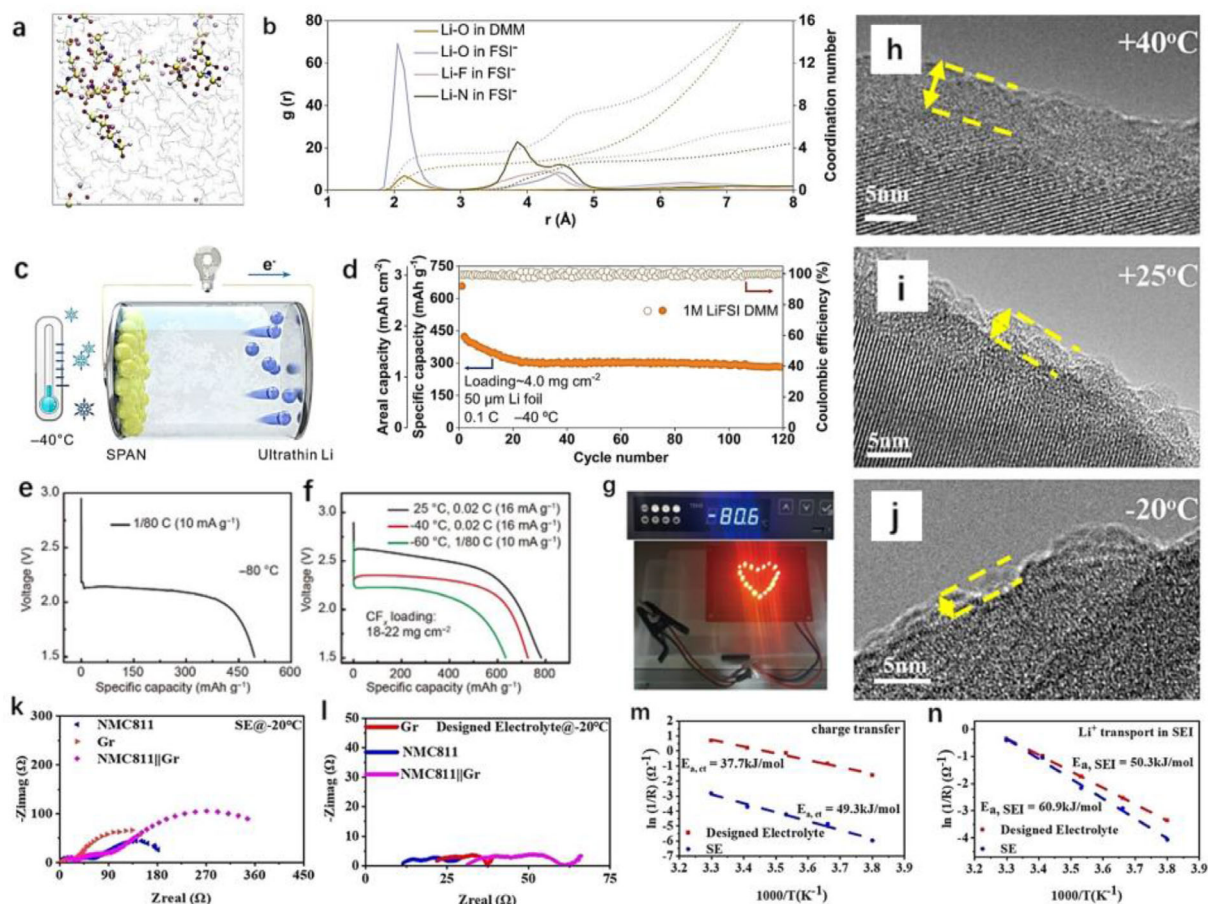 a
b
80
60
40
20
0
g (r)
Li-O in DMM
Li-O in FSI⁻
Li-F in FSI⁻
Li-N in FSI⁻
16
12
8
4
0
Coordination number
1 2 3 4 5 6 7 8
r (Å)
h
+40°C
5nm
c
e⁻
−40°C
SPAN
Ultrathin Li
d
Areal capacity (mAh cm⁻²)
3
2
1
0
Specific capacity (mAh g⁻¹)
750
600
450
300
150
0
1M LiFSI DMM
Loading~4.0 mg cm⁻²
50 μm Li foil
0.1 C −40 ºC
100
80
60
40
20
0
Coulombic efficiency (%)
0 20 40 60 80 100 120
Cycle number
i
+25°C
5nm
e
3.0
2.5
2.0
1.5
Voltage (V)
1/80 C (10 mA g⁻¹)
−80 °C
0 150 300 450 600
Specific capacity (mAh g⁻¹)
f
3.0
2.5
2.0
1.5
Voltage (V)
25 °C, 0.02 C (16 mA g⁻¹)
-40 °C, 0.02 C (16 mA g⁻¹)
-60 °C, 1/80 C (10 mA g⁻¹)
CFₓ loading:
18-22 mg cm⁻²
0 200 400 600 800
Specific capacity (mAh g⁻¹)
g
-80.6
j
-20°C
5nm
k
300
200
100
0
-Zimag (Ω)
NMC811
Gr
NMC811||Gr
SE@-20°C
0 90 180 270 360 450
Zreal (Ω)
l
50
40
30
20
10
0
-Zimag (Ω)
Gr Designed Electrolyte@-20°C
NMC811
NMC811||Gr
0 25 50 75
Zreal (Ω)
m
2
1
0
-1
-2
-3
-4
-5
-6
-7
ln (1/R) (Ω⁻¹)
charge transfer
Eₐ, ct = 37.7kJ/mol
Eₐ, ct = 49.3kJ/mol
Designed Electrolyte
SE
3.2 3.3 3.4 3.5 3.6 3.7 3.8 3.9
1000/T(K⁻¹)
n
0
-1
-2
-3
-4
ln (1/R) (Ω⁻¹)
Li⁺ transport in SEI
Eₐ, SEI = 50.3kJ/mol
Eₐ, SEI = 60.9kJ/mol
Designed Electrolyte
SE
3.2 3.3 3.4 3.5 3.6 3.7 3.8 3.9
1000/T(K⁻¹)